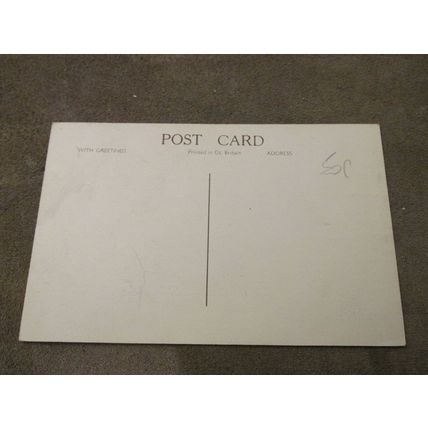 POST CARD
WITH GREETINGS Printed in Gt. Britain ADDRESS
50P